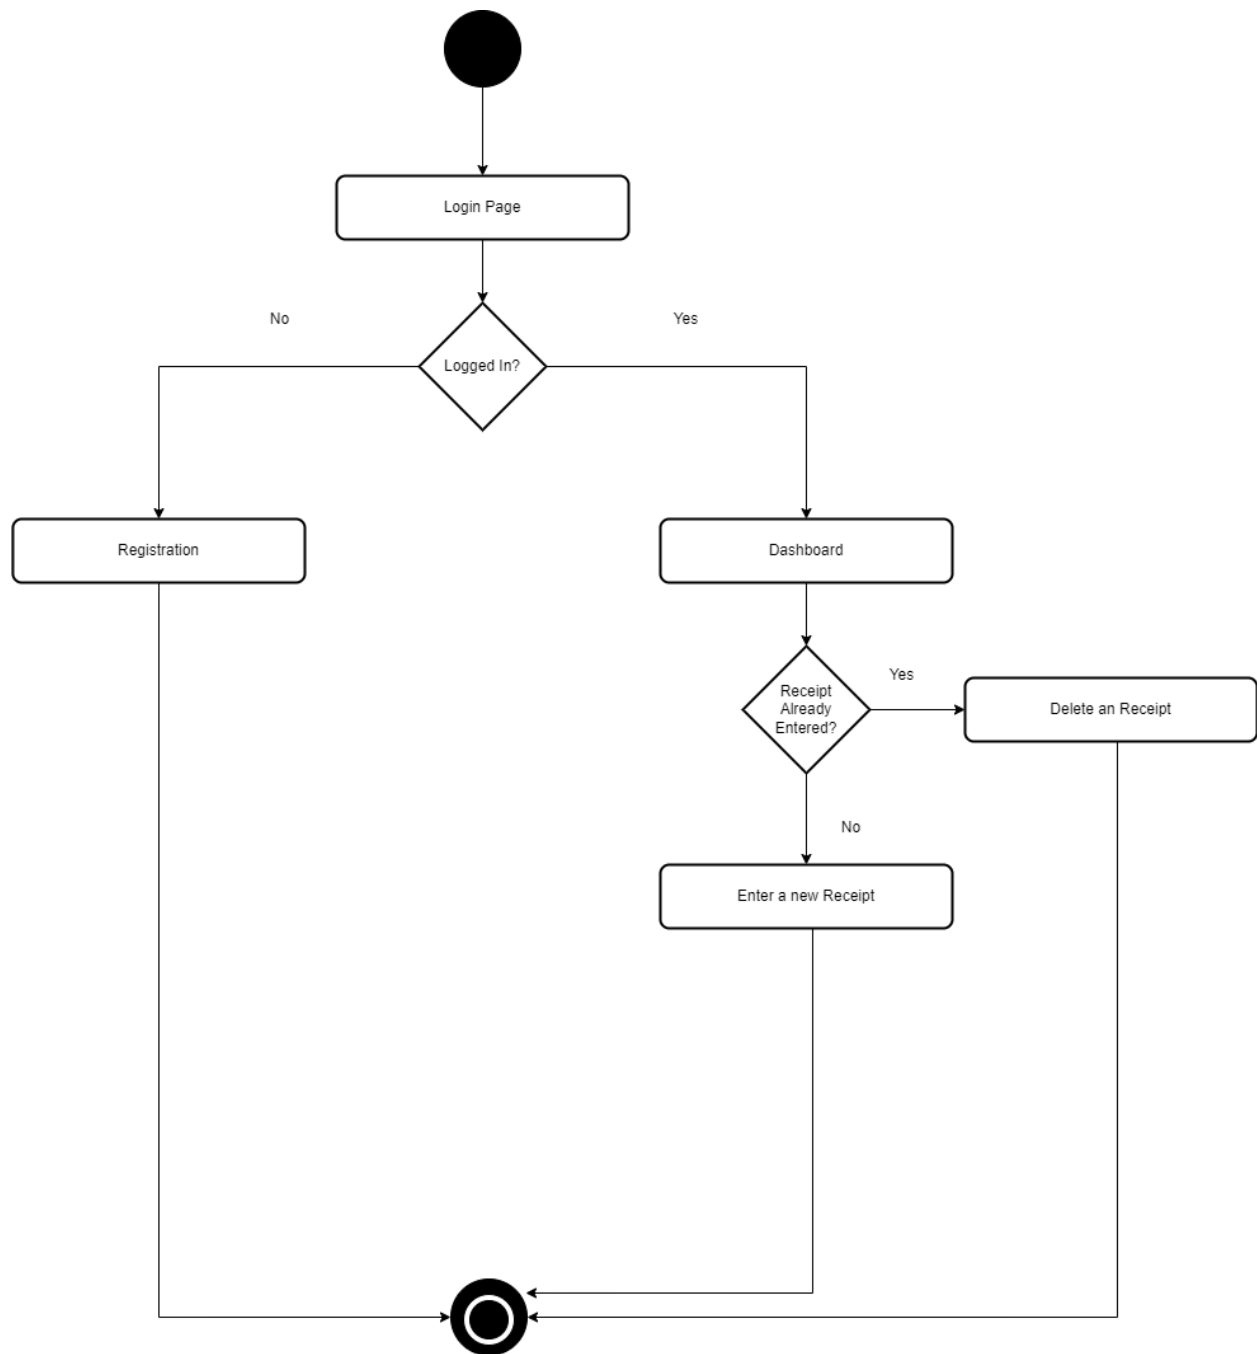 Login Page
No
Yes
Logged In?
Registration
Dashboard
Receipt
Already
Entered?
Yes
Delete an Receipt
No
Enter a new Receipt